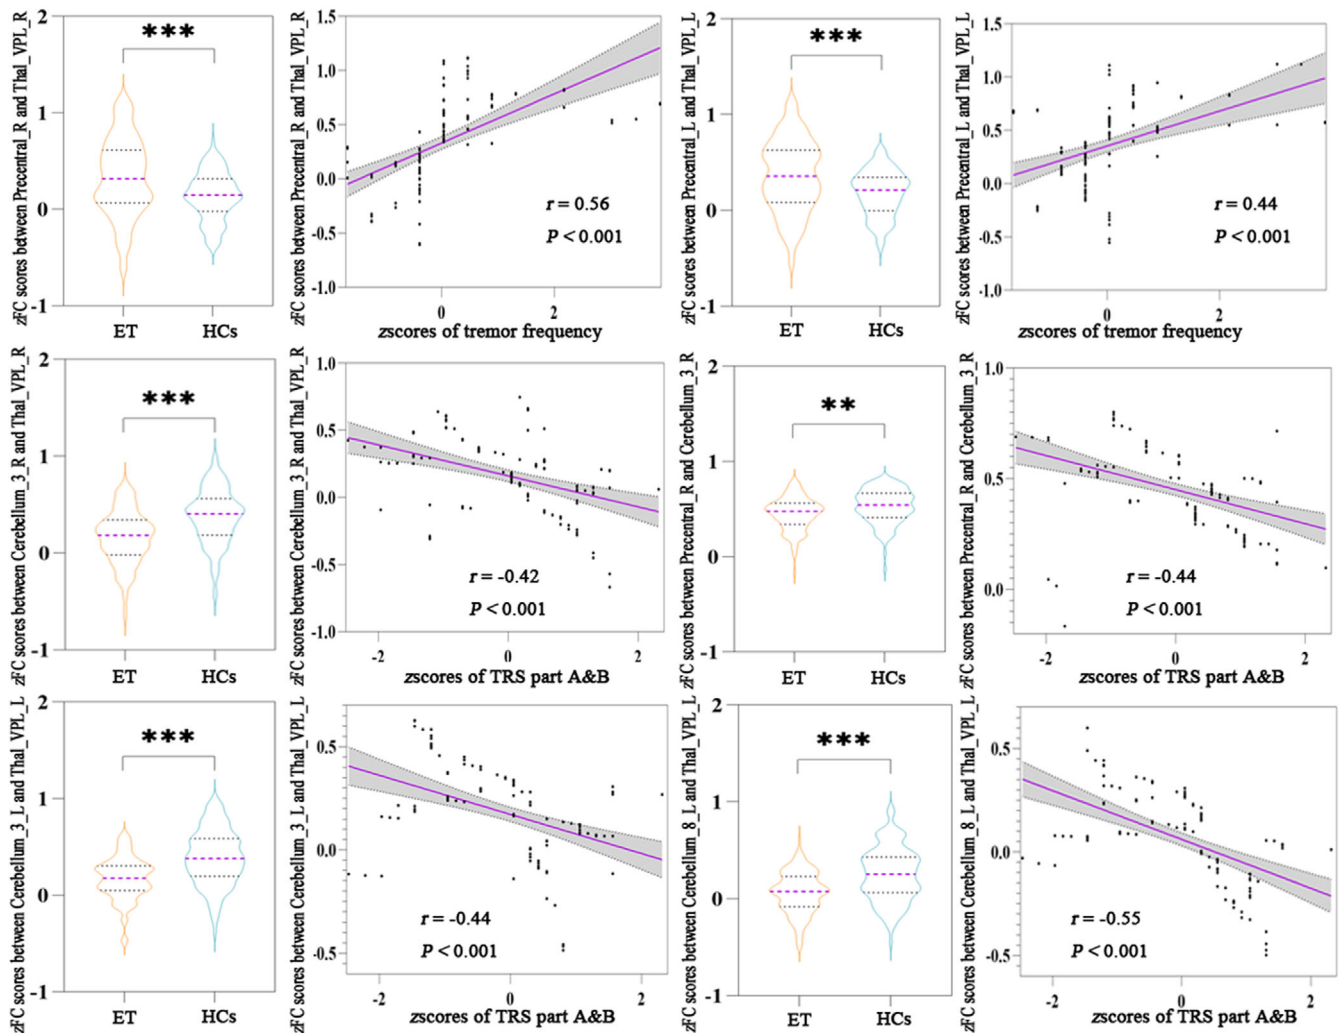 zFC scores between Precentral_R and Thal_VPL_R
2
1
0
-1
***
ET
HCs
zFC scores between Precentral_R and Thal_VPL_R
1.5
1.0
0.5
0.0
-0.5
-1.0
r = 0.56
P < 0.001
0
2
zscores of tremor frequency
zFC scores between Precentral_L and Thal_VPL_L
2
1
0
-1
***
ET
HCs
zFC scores between Precentral_L and Thal_VPL_L
1.5
1.0
0.5
0.0
-0.5
-1.0
r = 0.44
P < 0.001
0
2
zscores of tremor frequency
zFC scores between Cerebellum_3_R and Thal_VPL_R
2
1
0
-1
***
ET
HCs
zFC scores between Cerebellum_3_R and Thal_VPL_R
1.0
0.5
0.0
-0.5
-1.0
r = -0.42
P < 0.001
-2
0
2
zscores of TRS part A&B
zFC scores between Precentral_R and Cerebellum_3_R
2
1
0
-1
**
ET
HCs
zFC scores between Precentral_R and Cerebellum_3_R
1.0
0.5
0.0
r = -0.44
P < 0.001
-2
0
2
zscores of TRS part A&B
zFC scores between Cerebellum_3_L and Thal_VPL_L
2
1
0
-1
***
ET
HCs
zFC scores between Cerebellum_3_L and Thal_VPL_L
0.5
0.0
-0.5
r = -0.44
P < 0.001
-2
0
2
zscores of TRS part A&B
zFC scores between Cerebellum_8_L and Thal_VPL_L
2
1
0
-1
***
ET
HCs
zFC scores between Cerebellum_8_L and Thal_VPL_L
0.5
0.0
-0.5
r = -0.55
P < 0.001
-2
0
2
zscores of TRS part A&B